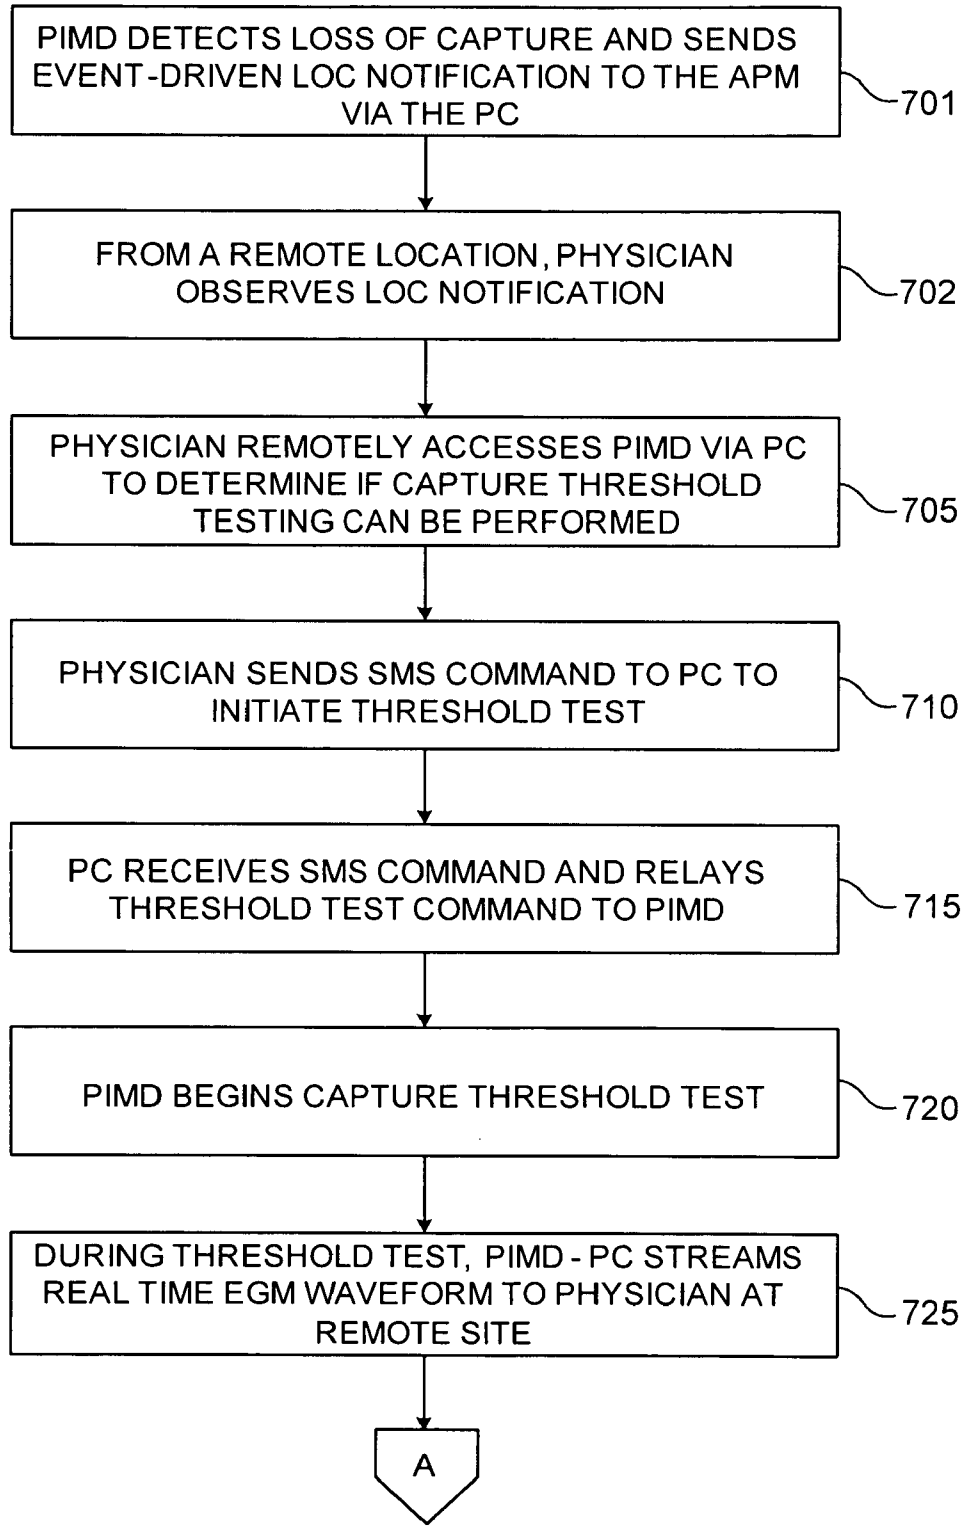 PIMD DETECTS LOSS OF CAPTURE AND SENDS
EVENT-DRIVEN LOC NOTIFICATION TO THE APM
VIA THE PC
701
FROM A REMOTE LOCATION, PHYSICIAN
OBSERVES LOC NOTIFICATION
702
PHYSICIAN REMOTELY ACCESSES PIMD VIA PC
TO DETERMINE IF CAPTURE THRESHOLD
TESTING CAN BE PERFORMED
705
PHYSICIAN SENDS SMS COMMAND TO PC TO
INITIATE THRESHOLD TEST
710
PC RECEIVES SMS COMMAND AND RELAYS
THRESHOLD TEST COMMAND TO PIMD
715
PIMD BEGINS CAPTURE THRESHOLD TEST
720
DURING THRESHOLD TEST, PIMD - PC STREAMS
REAL TIME EGM WAVEFORM TO PHYSICIAN AT
REMOTE SITE
725
A